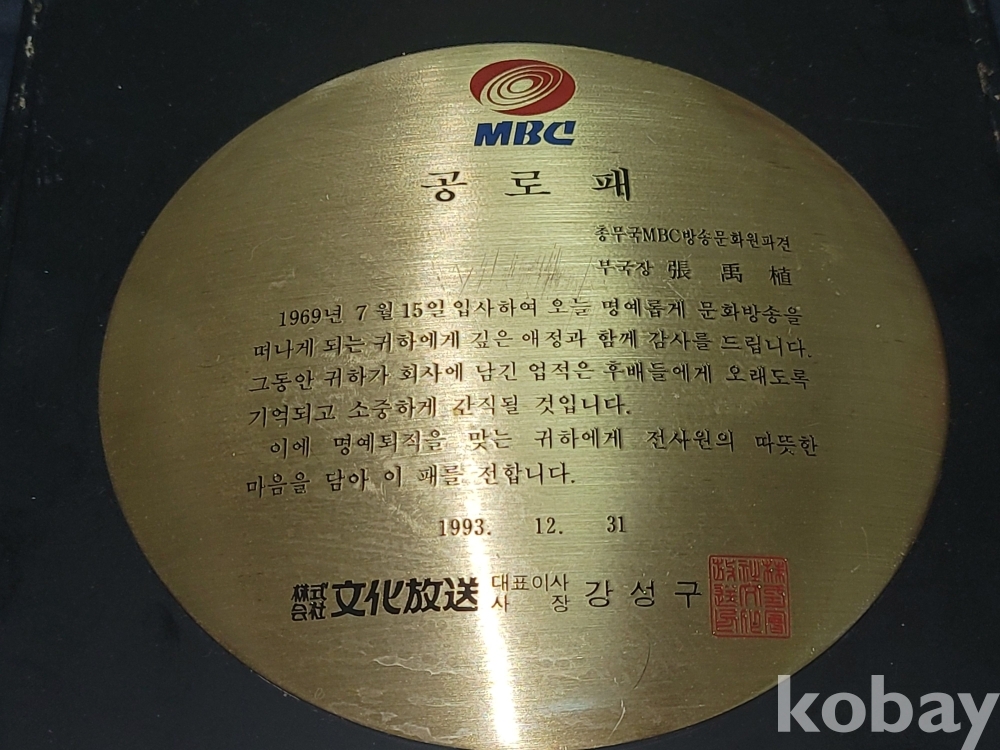 MBC
공로패
총무국MBC방송문화원파견
부국장 張禹植
1969년 7월 15일 입사하여 오늘 명예롭게 문화방송을
떠나게 되는 귀하에게 깊은 애정과 함께 감사를 드립니다.
그동안 귀하가 회사에 남긴 업적은 후배들에게 오래도록
기억되고 소중하게 간직될 것입니다.
이에 명예퇴직을 맞는 귀하에게 전사원의 따뜻한
마음을 담아 이 패를 전합니다.
1993. 12. 31
株式會社 文化放送 대표이사 사장 강성구
kobay